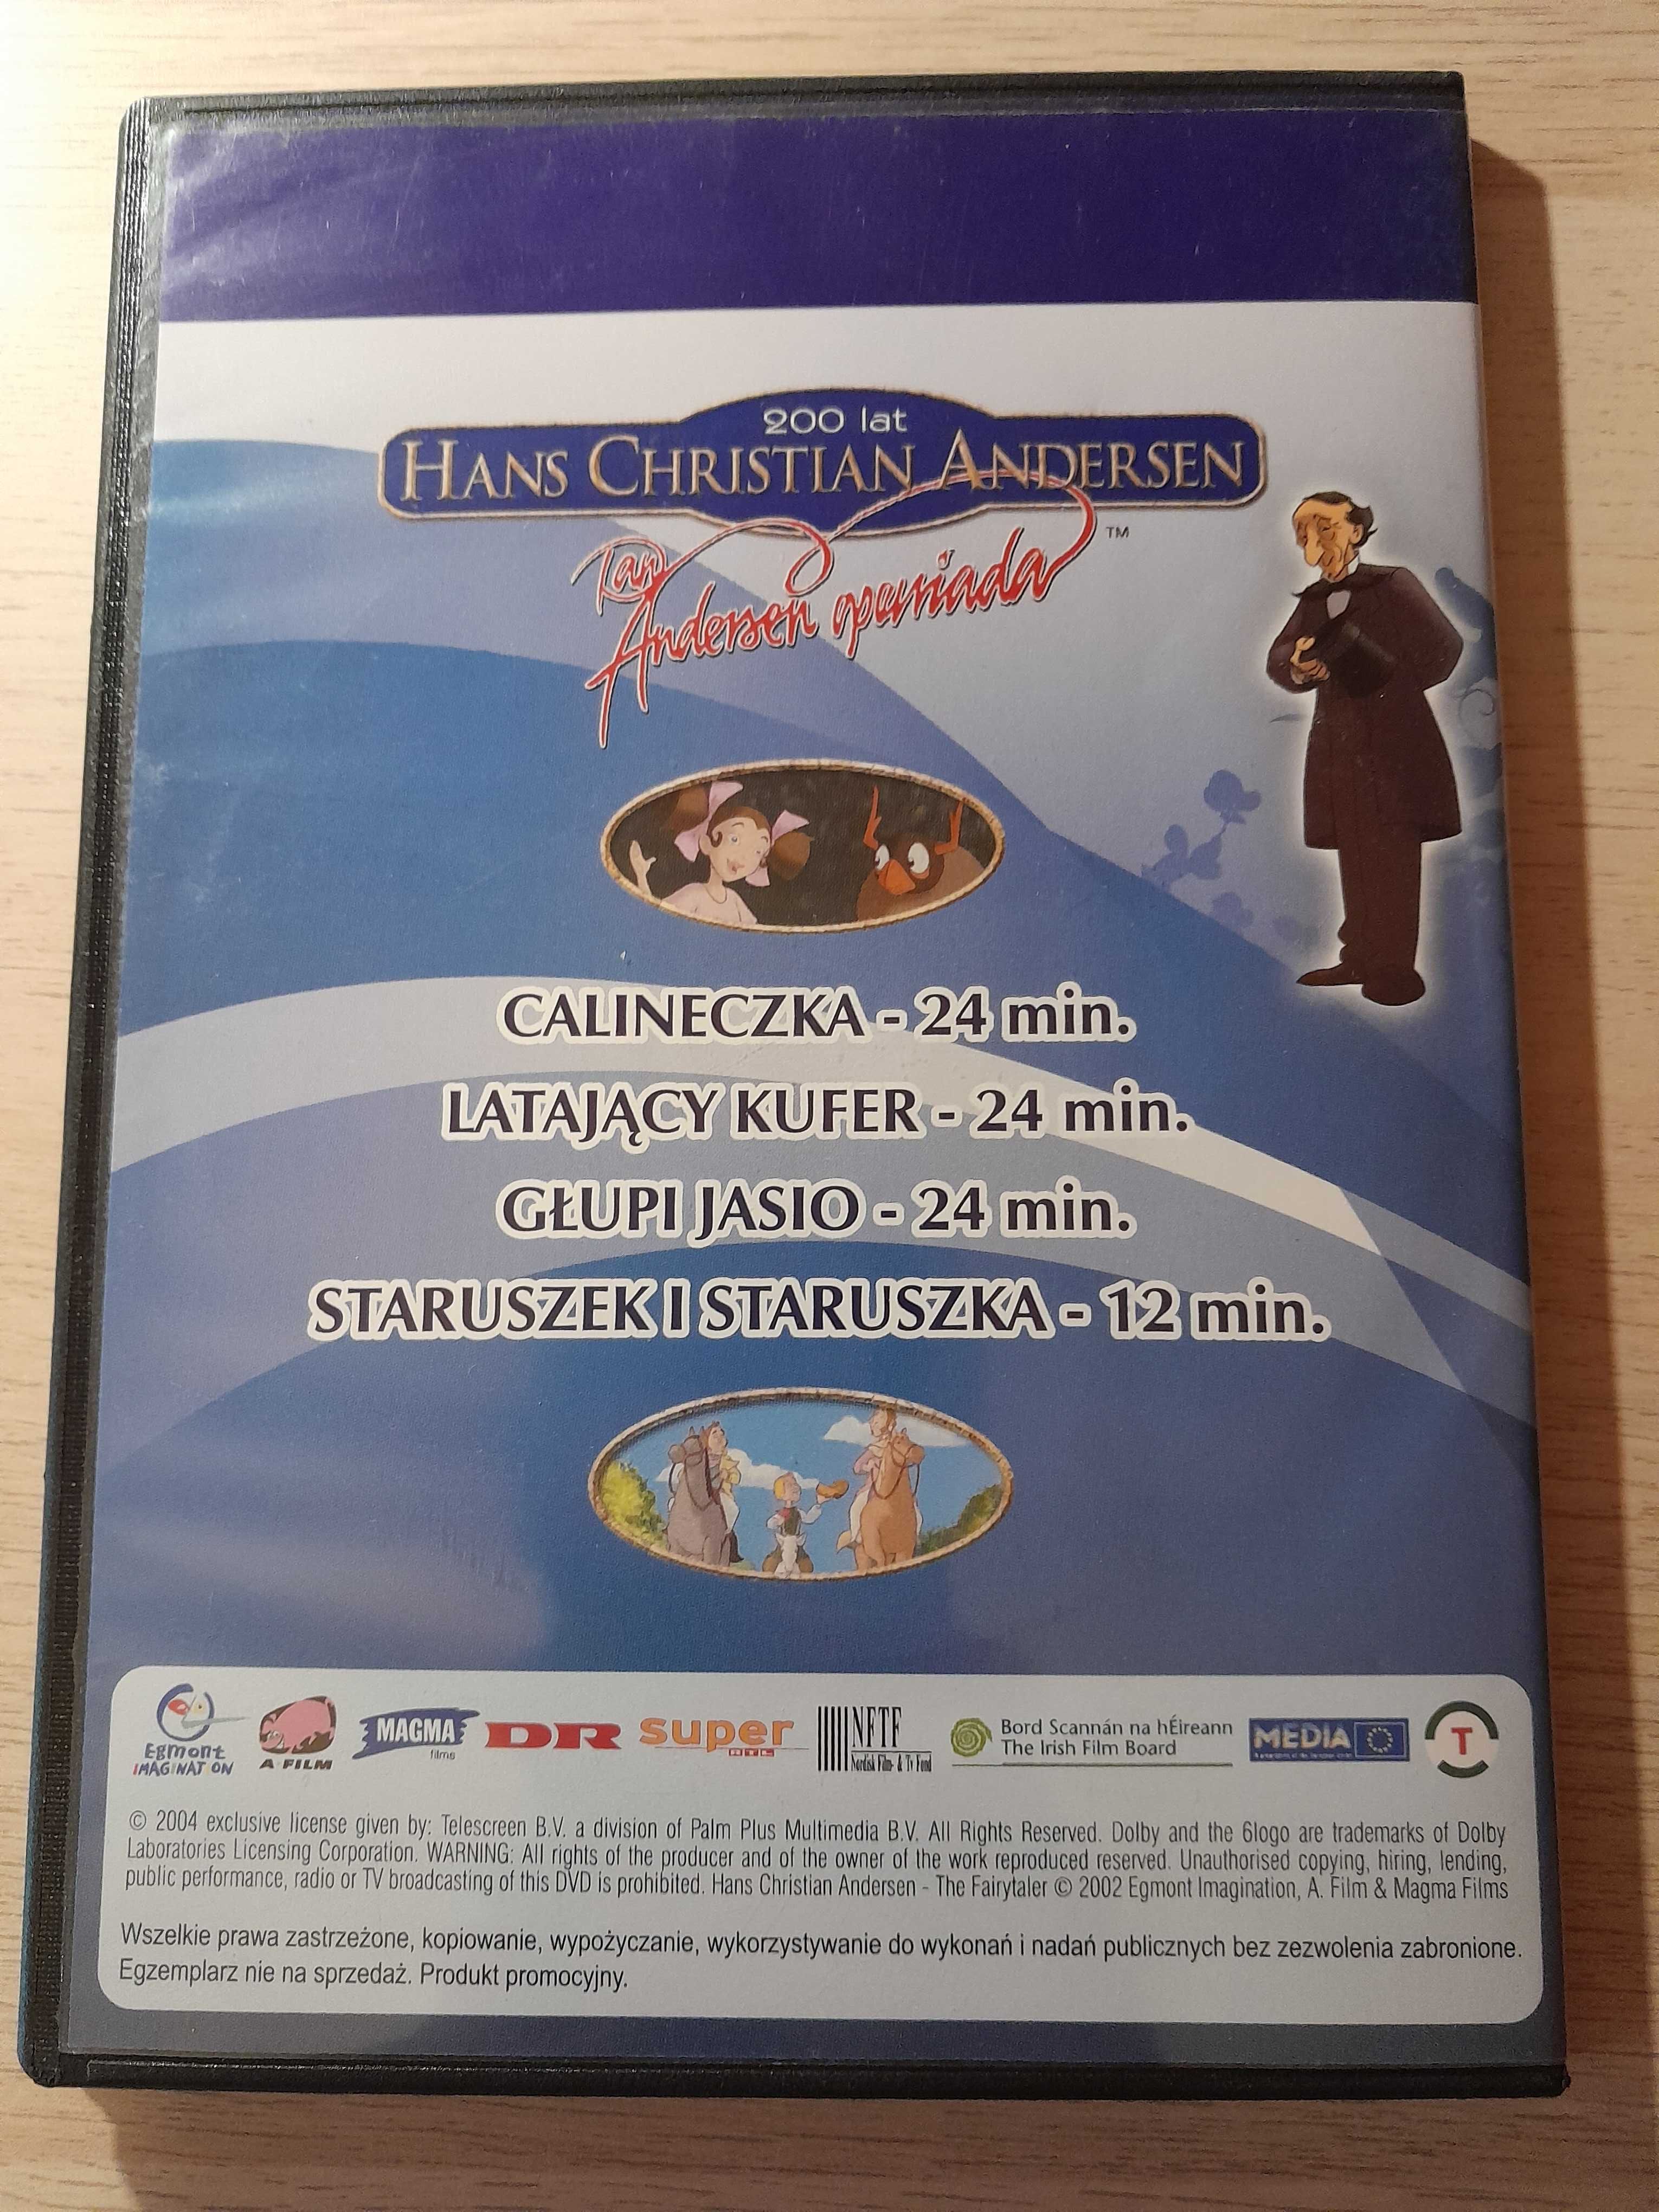 200 lat
HANS CHRISTIAN ANDERSEN
Pan
Andersen opowiada
TM
CALINECZKA - 24 min.
LATAJĄCY KUFER - 24 min.
GŁUPI JASIO - 24 min.
STARUSZEK I STARUSZKA - 12 min.
Egmont
IMAGINATION
A. FILM
MAGMA
films
DR
super
RTL
NFTF
Nordisk Film- & Tv Fond
Bord Scannán na hÉireann
The Irish Film Board
MEDIA
T
© 2004 exclusive license given by: Telescreen B.V. a division of Palm Plus Multimedia B.V. All Rights Reserved. Dolby and the 6logo are trademarks of Dolby
Laboratories Licensing Corporation. WARNING: All rights of the producer and of the owner of the work reproduced reserved. Unauthorised copying, hiring, lending,
public performance, radio or TV broadcasting of this DVD is prohibited. Hans Christian Andersen - The Fairytaler © 2002 Egmont Imagination, A. Film & Magma Films
Wszelkie prawa zastrzeżone, kopiowanie, wypożyczanie, wykorzystywanie do wykonań i nadań publicznych bez zezwolenia zabronione.
Egzemplarz nie na sprzedaż. Produkt promocyjny.